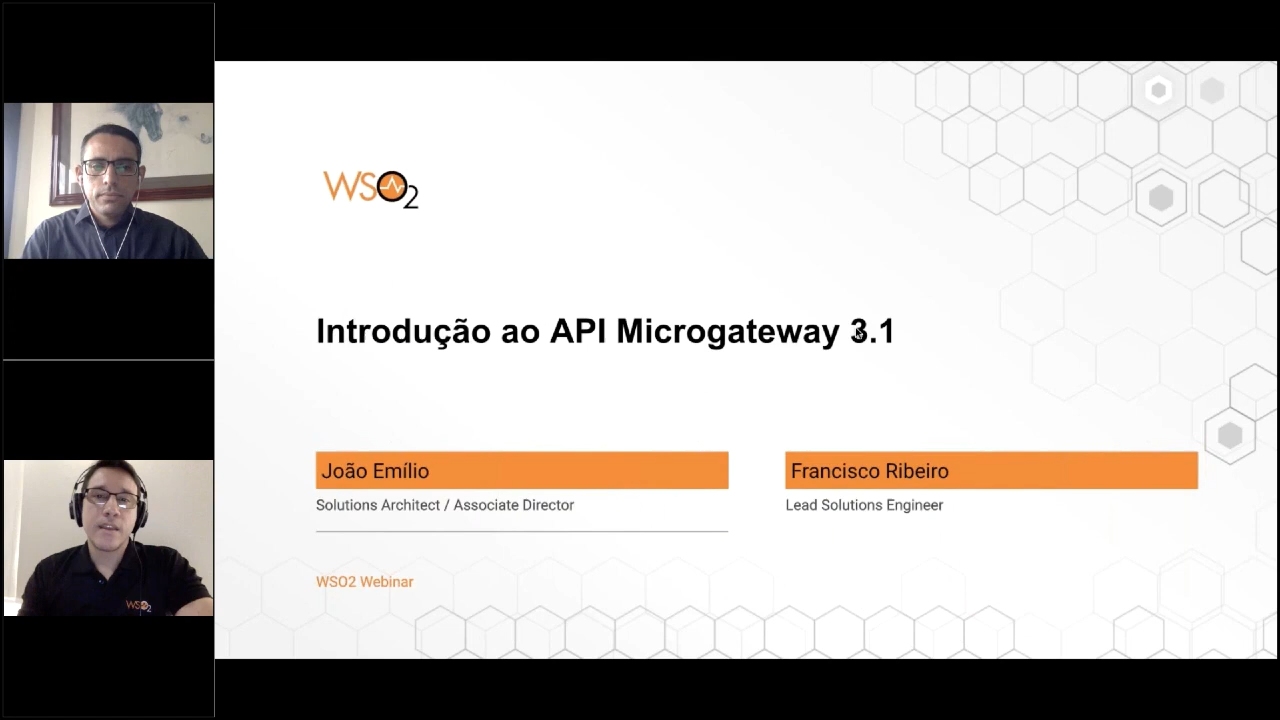 WSO2
Introdução ao API Microgateway 3.1
João Emílio
Solutions Architect / Associate Director
Francisco Ribeiro
Lead Solutions Engineer
WSO2 Webinar
WSO2